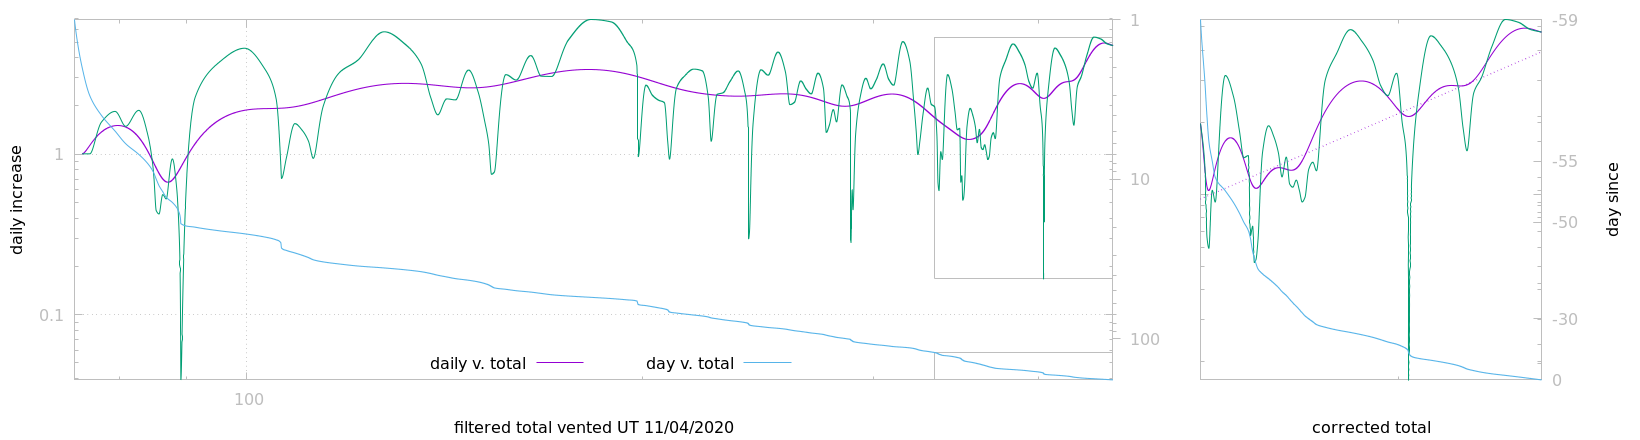 1
-59
daily increase
1
10
-55
-50
day since
0.1
100
-30
daily v. total
day v. total
0
100
filtered total vented UT 11/04/2020
corrected total